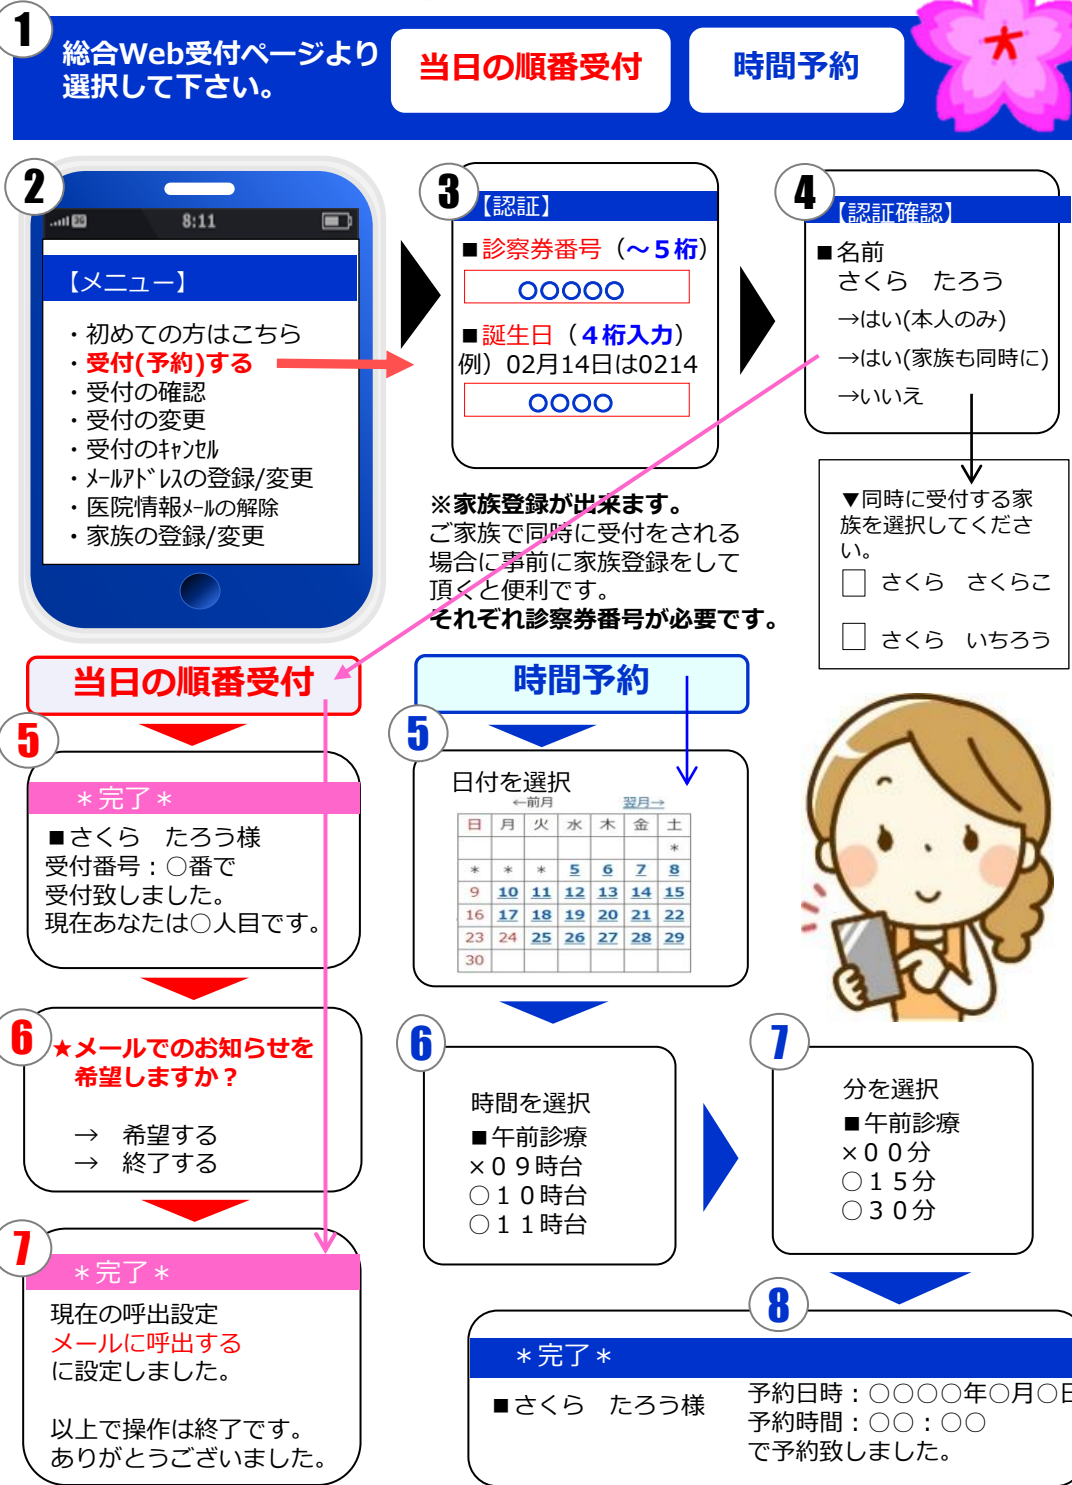 1
総合Web受付ページより
選択して下さい。
当日の順番受付
時間予約
2
3G
8:11
【メニュー】
・初めての方はこちら
・受付(予約)する
・受付の確認
・受付の変更
・受付のｷｬﾝｾﾙ
・ﾒｰﾙｱﾄﾞﾚｽの登録/変更
・医院情報ﾒｰﾙの解除
・家族の登録/変更
3
【認証】
■診察券番号（～５桁）
○○○○○
■誕生日（４桁入力）
例）02月14日は0214
○○○○
4
【認証確認】
■名前
さくら　たろう
→はい(本人のみ)
→はい(家族も同時に)
→いいえ
▼同時に受付する家
族を選択してくださ
い。
□ さくら　さくらこ
□ さくら　いちろう
※家族登録が出来ます。
ご家族で同時に受付をされる
場合に事前に家族登録をして
頂くと便利です。
それぞれ診察券番号が必要です。
当日の順番受付
5
＊完了＊
■さくら　たろう様
受付番号：○番で
受付致しました。
現在あなたは○人目です。
6
★メールでのお知らせを
希望しますか？
→　希望する
→　終了する
7
＊完了＊
現在の呼出設定
メールに呼出する
に設定しました。
以上で操作は終了です。
ありがとうございました。
時間予約
5
日付を選択
←前月　翌月→
日 月 火 水 木 金 土
*
* * * 5 6 7 8
9 10 11 12 13 14 15
16 17 18 19 20 21 22
23 24 25 26 27 28 29
30
6
時間を選択
■午前診療
×０９時台
○１０時台
○１１時台
7
分を選択
■午前診療
×００分
○１５分
○３０分
8
＊完了＊
■さくら　たろう様
予約日時：○○○○年○月○日
予約時間：○○：○○
で予約致しました。